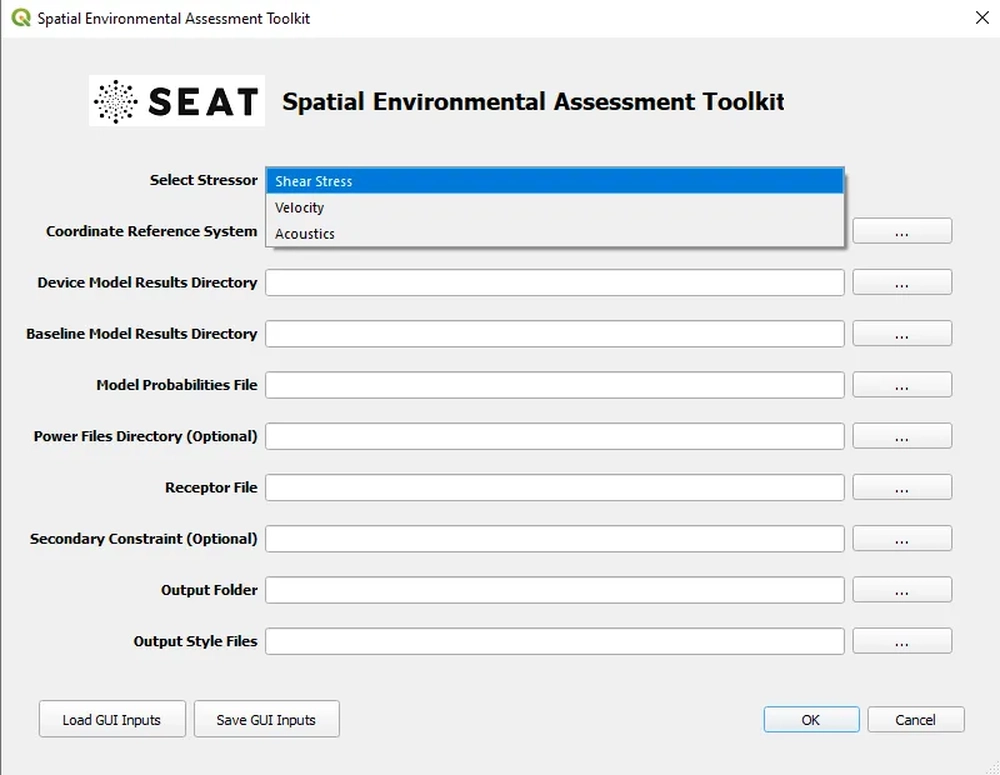 Spatial Environmental Assessment Toolkit
SEAT Spatial Environmental Assessment Toolkit
Select Stressor Shear Stress
Velocity
Coordinate Reference System ...
Acoustics
Device Model Results Directory ...
Baseline Model Results Directory ...
Model Probabilities File ...
Power Files Directory (Optional) ...
Receptor File ...
Secondary Constraint (Optional) ...
Output Folder ...
Output Style Files ...
Load GUI Inputs Save GUI Inputs OK Cancel